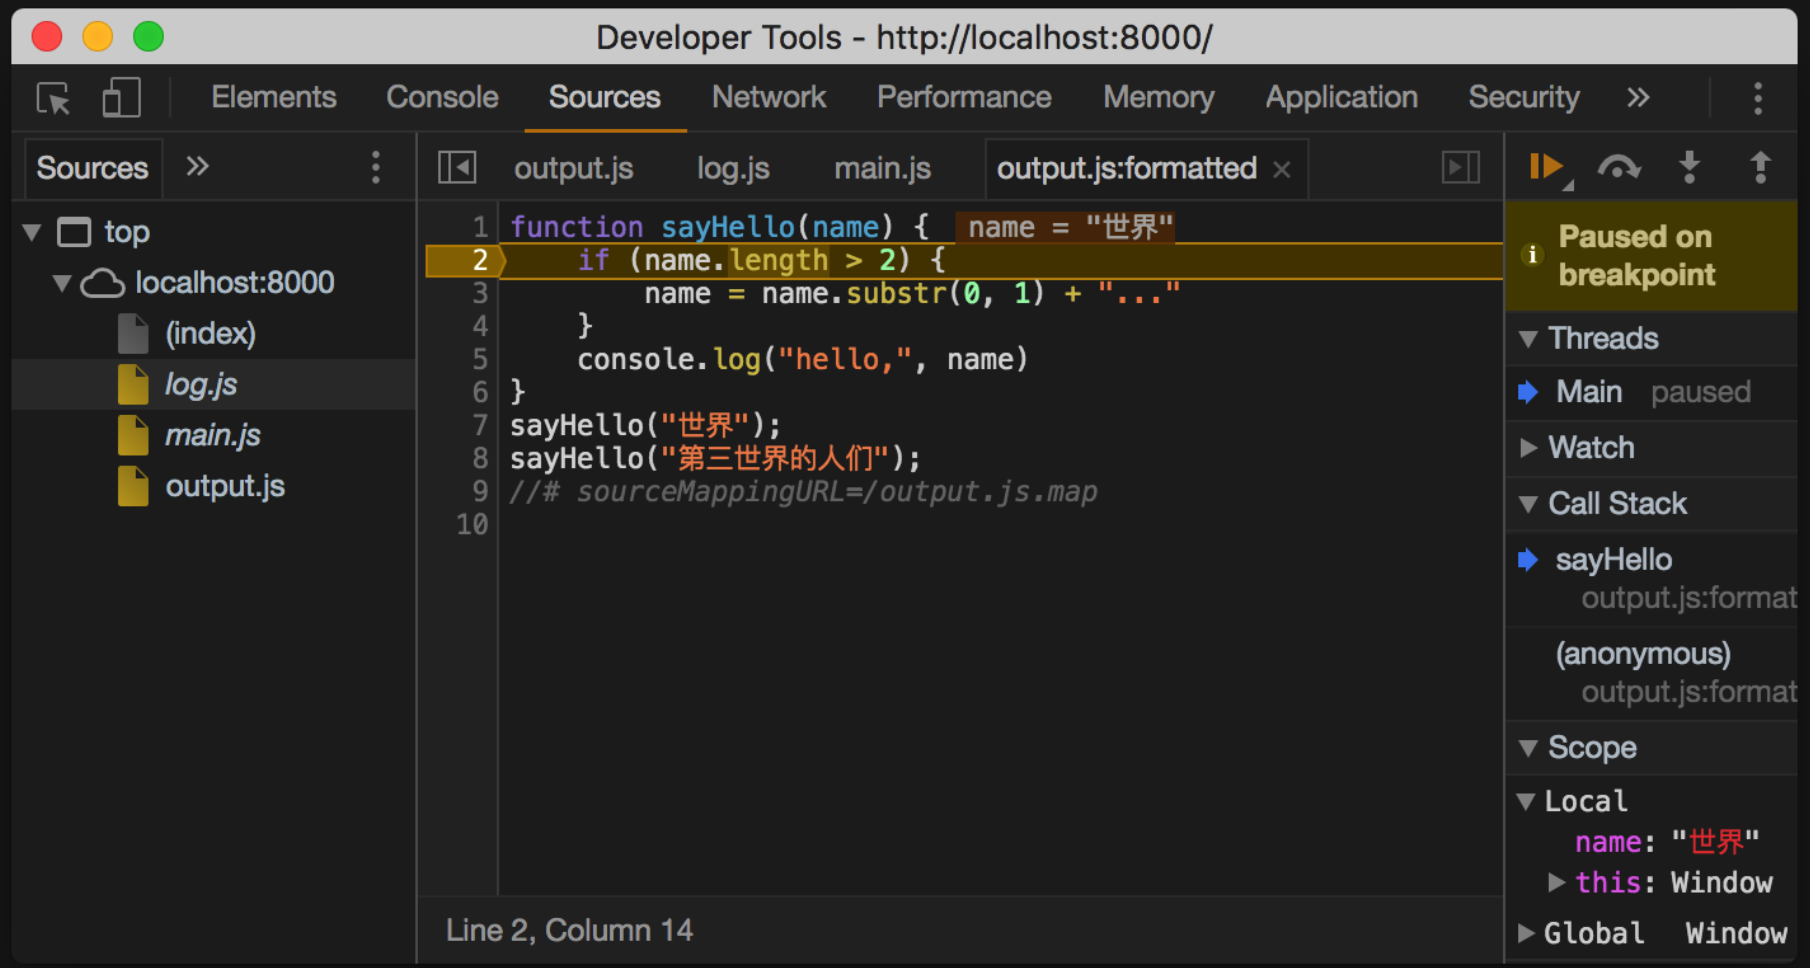 Developer Tools - http://localhost:8000/
Elements Console Sources Network Performance Memory Application Security »
Sources »
top
localhost:8000
(index)
log.js
main.js
output.js
output.js log.js main.js output.js:formatted ×
1 function sayHello(name) { name = "世界"
2 if (name.length > 2) {
3 name = name.substr(0, 1) + "..."
4 }
5 console.log("hello,", name)
6 }
7 sayHello("世界");
8 sayHello("第三世界的人们");
9 //# sourceMappingURL=/output.js.map
10
Line 2, Column 14
Paused on
breakpoint
Threads
Main paused
Watch
Call Stack
sayHello
output.js:format
(anonymous)
output.js:format
Scope
Local
name: "世界"
this: Window
Global Window